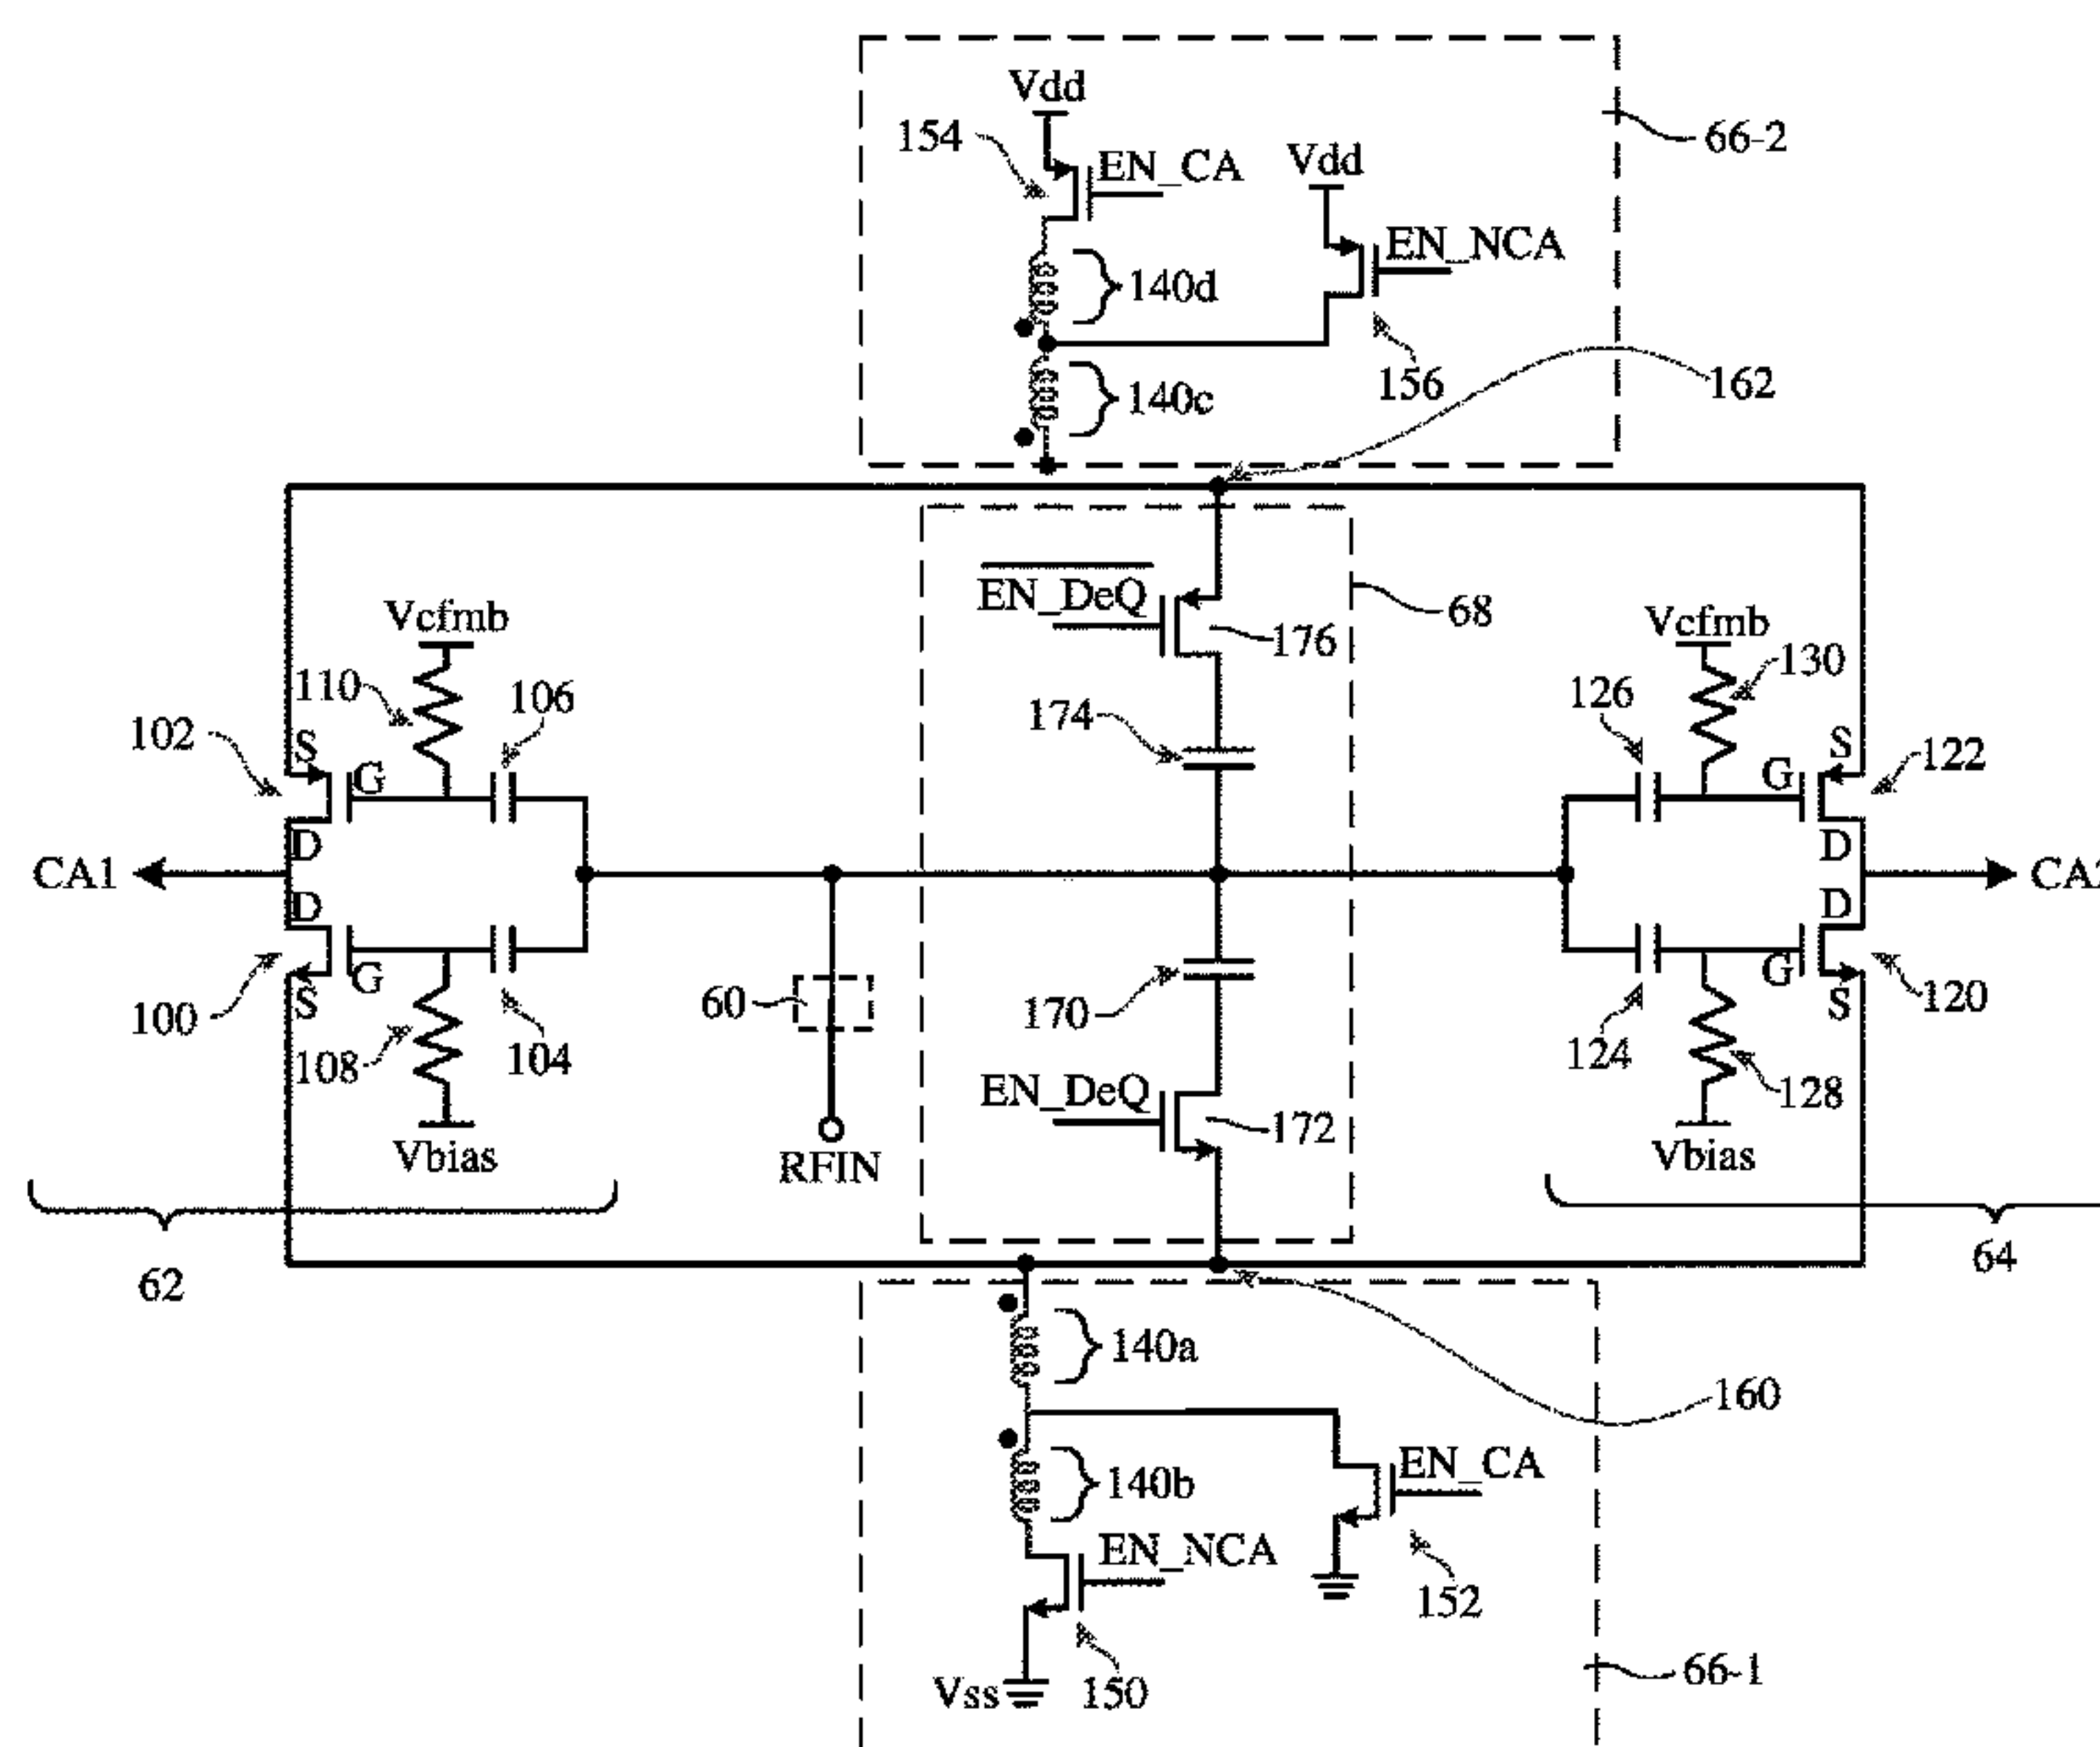 Vdd
154
EN_CA
Vdd
66-2
EN_NCA
140d
156
162
140c
EN_DeQ
68
Vcfmb
176
Vcfmb
110
106
174
126
130
102
S
G
S
G
122
D
D
CA1
CA
D
D
G
G
100
S
60
170
S
120
108
104
124
128
EN_DeQ
172
Vbias
RFIN
Vbias
62
64
140a
160
EN_CA
140b
EN_NCA
152
Vss
150
66-1